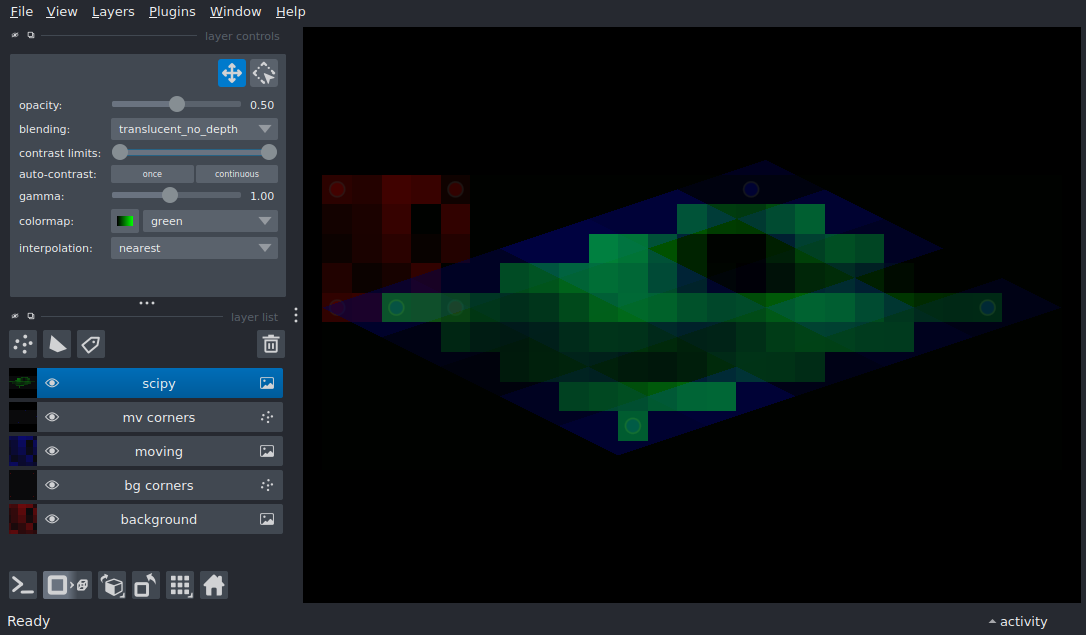 File View Layers Plugins Window Help
layer controls
opacity: 0.50
blending: translucent_no_depth
contrast limits:
auto-contrast: once continuous
gamma: 1.00
colormap: green
interpolation: nearest
layer list
scipy
mv corners
moving
bg corners
background
Ready activity